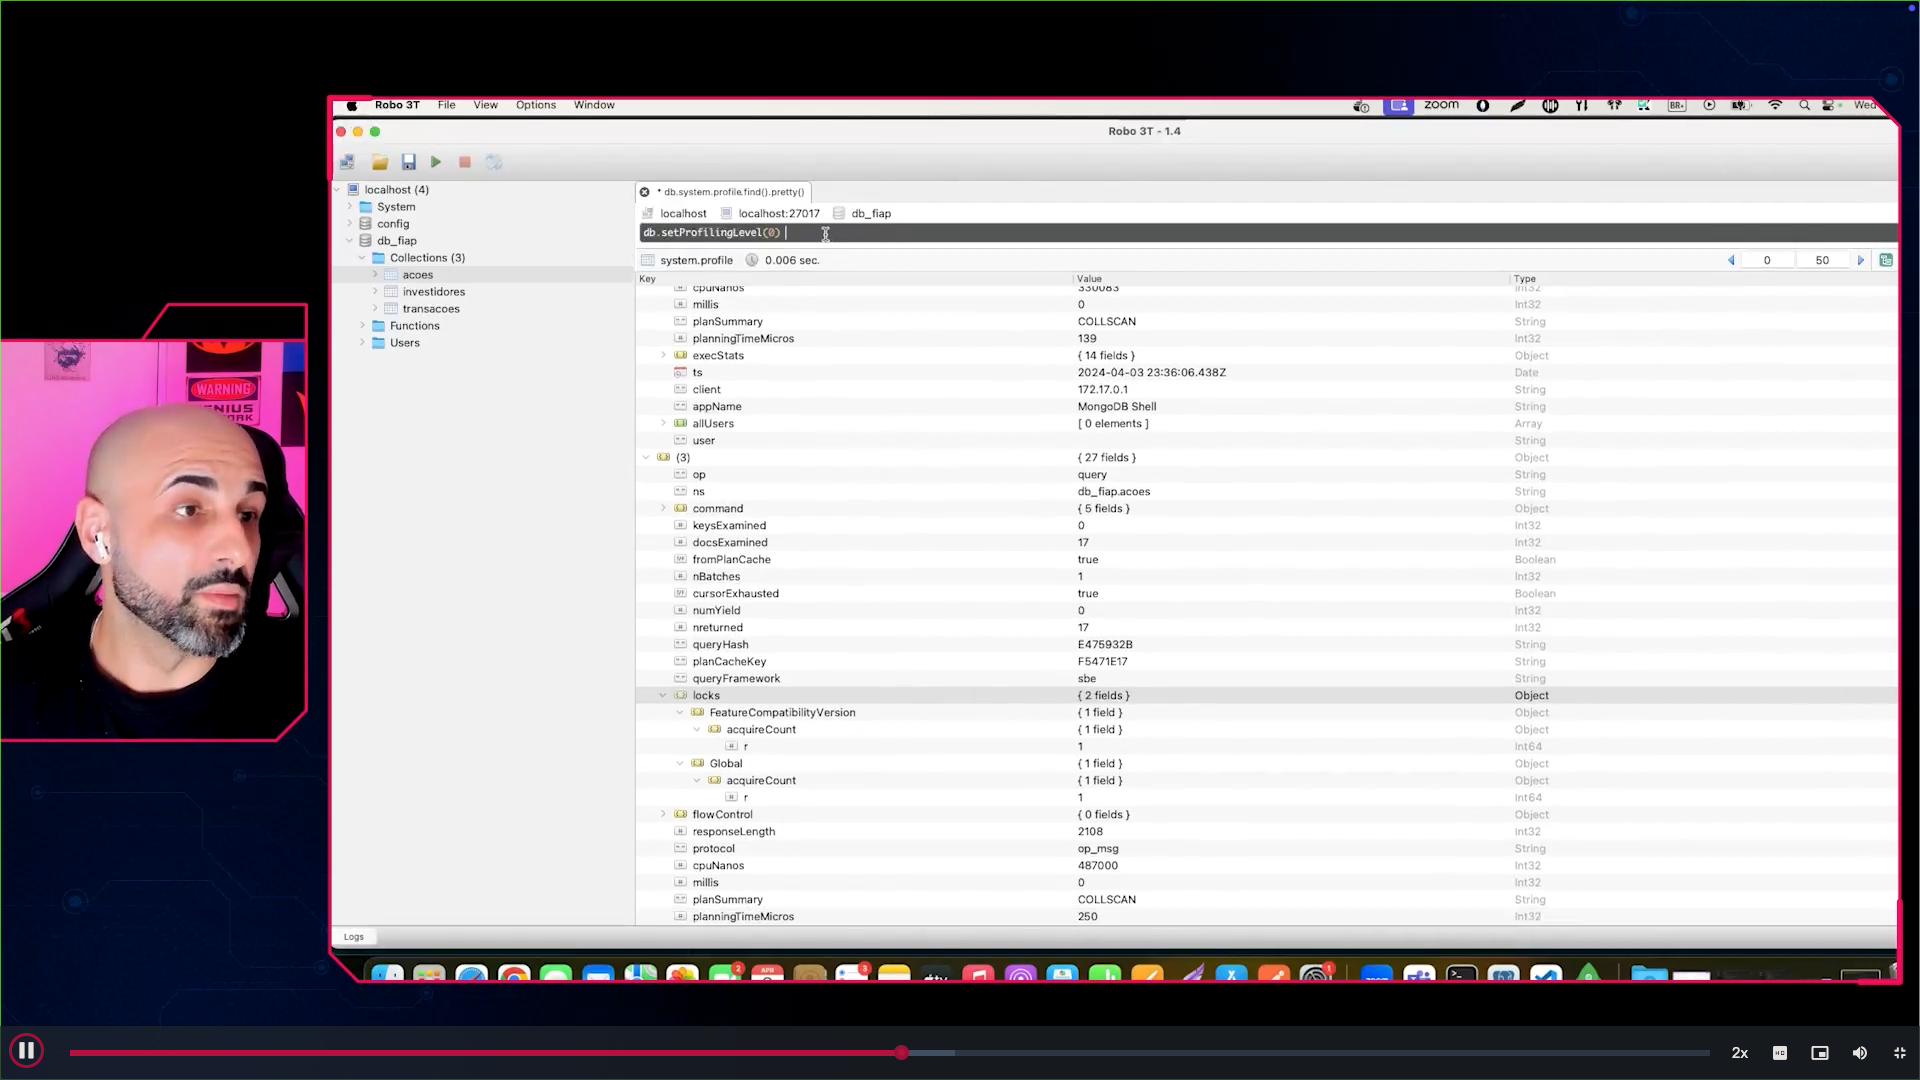 Robo 3T File View Options Window
zoom
BR
Wed
Robo 3T - 1.4
localhost (4)
System
config
db_fiap
Collections (3)
acoes
investidores
transacoes
Functions
Users
* db.system.profile.find().pretty()
localhost localhost:27017 db_fiap
db.setProfilingLevel(0)
system.profile 0.006 sec. 0 50
Key Value Type
cpuNanos 330083 Int32
millis 0 Int32
planSummary COLLSCAN String
planningTimeMicros 139 Int32
execStats { 14 fields } Object
ts 2024-04-03 23:36:06.438Z Date
client 172.17.0.1 String
appName MongoDB Shell String
allUsers [ 0 elements ] Array
user String
(3) { 27 fields } Object
op query String
ns db_fiap.acoes String
command { 5 fields } Object
keysExamined 0 Int32
docsExamined 17 Int32
fromPlanCache true Boolean
nBatches 1 Int32
cursorExhausted true Boolean
numYield 0 Int32
nreturned 17 Int32
queryHash E475932B String
planCacheKey F5471E17 String
queryFramework sbe String
locks { 2 fields } Object
FeatureCompatibilityVersion { 1 field } Object
acquireCount { 1 field } Object
r 1 Int64
Global { 1 field } Object
acquireCount { 1 field } Object
r 1 Int64
flowControl { 0 fields } Object
responseLength 2108 Int32
protocol op_msg String
cpuNanos 487000 Int32
millis 0 Int32
planSummary COLLSCAN String
planningTimeMicros 250 Int32
Logs
WARNING
2
APR
3
1
2x